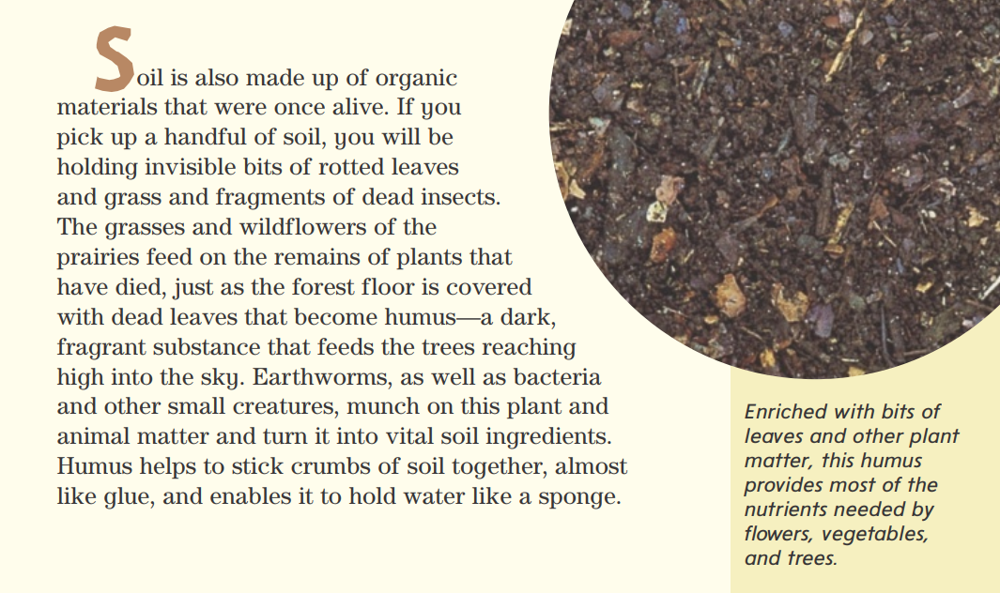 Soil is also made up of organic
materials that were once alive. If you
pick up a handful of soil, you will be
holding invisible bits of rotted leaves
and grass and fragments of dead insects.
The grasses and wildflowers of the
prairies feed on the remains of plants that
have died, just as the forest floor is covered
with dead leaves that become humus—a dark,
fragrant substance that feeds the trees reaching
high into the sky. Earthworms, as well as bacteria
and other small creatures, munch on this plant and
animal matter and turn it into vital soil ingredients.
Humus helps to stick crumbs of soil together, almost
like glue, and enables it to hold water like a sponge.
Enriched with bits of
leaves and other plant
matter, this humus
provides most of the
nutrients needed by
flowers, vegetables,
and trees.